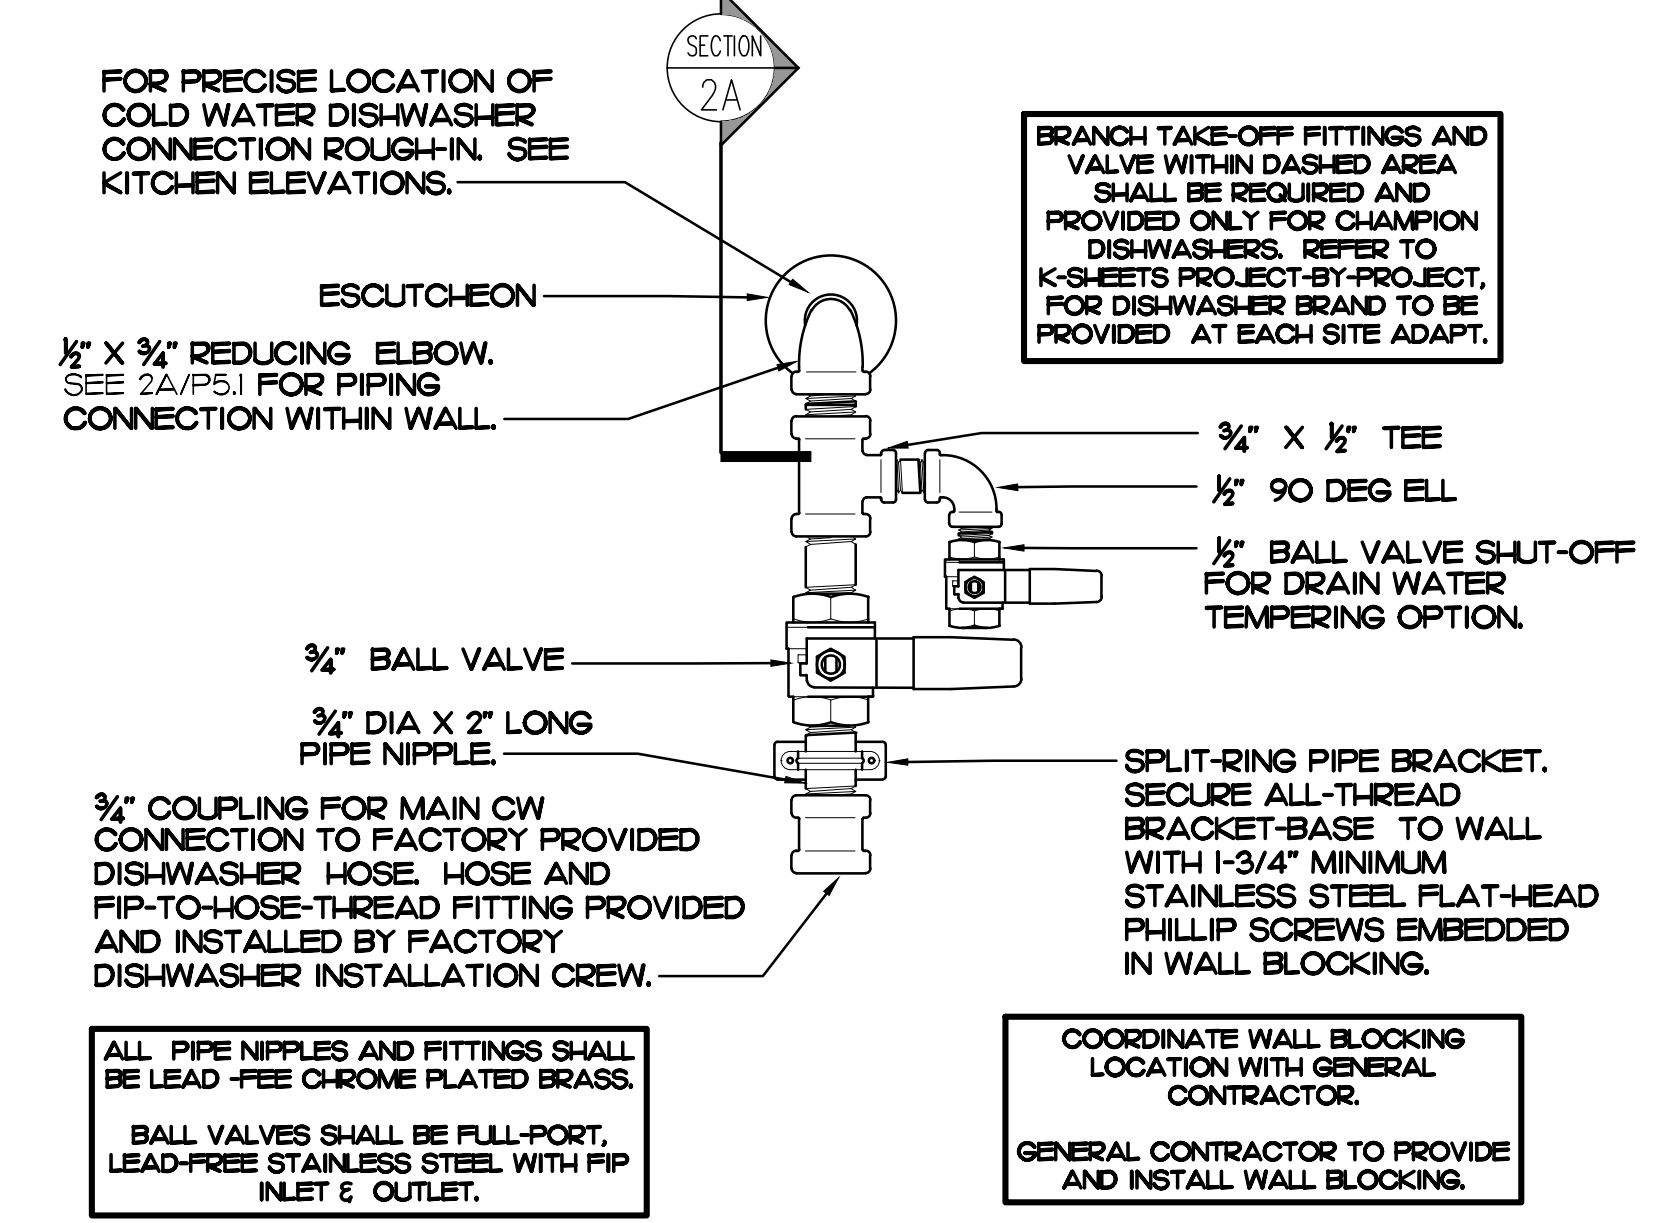 SECTION
2A
FOR PRECISE LOCATION OF
COLD WATER DISHWASHER
CONNECTION ROUGH-IN.  SEE
KITCHEN ELEVATIONS.
ESCUTCHEON
½" X ¾" REDUCING  ELBOW.
SEE 2A/P5.1 FOR PIPING
CONNECTION WITHIN WALL.
BRANCH TAKE-OFF FITTINGS AND
VALVE WITHIN DASHED AREA
SHALL BE REQUIRED AND
PROVIDED ONLY FOR CHAMPION
DISHWASHERS.  REFER TO
K-SHEETS PROJECT-BY-PROJECT,
FOR DISHWASHER BRAND TO BE
PROVIDED  AT EACH SITE ADAPT.
¾"  X  ½"  TEE
½"  90 DEG ELL
½"  BALL VALVE SHUT-OFF
FOR DRAIN WATER
TEMPERING OPTION.
¾"  BALL VALVE
¾" DIA X 2" LONG
PIPE NIPPLE.
¾" COUPLING FOR MAIN CW
CONNECTION TO FACTORY PROVIDED
DISHWASHER  HOSE.  HOSE AND
FIP-TO-HOSE-THREAD FITTING PROVIDED
AND INSTALLED BY FACTORY
DISHWASHER INSTALLATION CREW.
SPLIT-RING PIPE BRACKET.
SECURE ALL-THREAD
BRACKET-BASE  TO WALL
WITH 1-3/4" MINIMUM
STAINLESS STEEL FLAT-HEAD
PHILLIP SCREWS EMBEDDED
IN WALL BLOCKING.
ALL  PIPE NIPPLES AND FITTINGS SHALL
BE LEAD -FEE CHROME PLATED BRASS.
BALL VALVES SHALL BE FULL-PORT,
LEAD-FREE STAINLESS STEEL WITH FIP
INLET &  OUTLET.
COORDINATE WALL BLOCKING
LOCATION WITH GENERAL
CONTRACTOR.
GENERAL CONTRACTOR TO PROVIDE
AND INSTALL WALL BLOCKING.